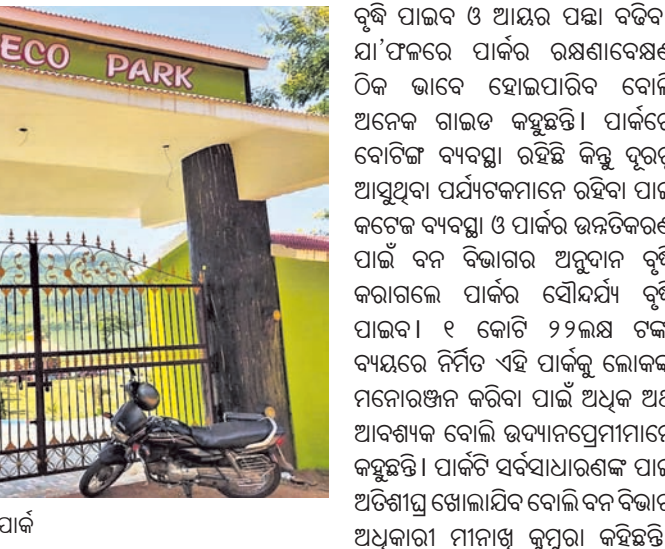 ECO PARK
ପାର୍କ
ବୃଦ୍ଧି ପାଇବ ଓ ଆୟର ପନ୍ଥା ବଢିବ
ଯା'ଫଳରେ ପାର୍କର ରକ୍ଷଣାବେକ୍ଷଣ
ଠିକ ଭାବେ ହୋଇପାରିବ ବୋଲି
ଅନେକ ଗାଇଡ କହୁଛନ୍ତି। ପାର୍କରେ
ବୋଟିଙ୍ଗ ବ୍ୟବସ୍ଥା ରହିଛି କିନ୍ତୁ ଦୂରରୁ
ଆସୁଥିବା ପର୍ଯ୍ୟଟକମାନେ ରହିବା ପାଇଁ
କଟେଜ ବ୍ୟବସ୍ଥା ଓ ପାର୍କର ଉନ୍ନତିକରଣ
ପାଇଁ ବନ ବିଭାଗର ଅନୁଦାନ ବୃଦ୍ଧି
କରାଗଲେ ପାର୍କର ସୌନ୍ଦର୍ଯ୍ୟ ବୃଦ୍ଧି
ପାଇବ। ୧ କୋଟି ୨୨ଲକ୍ଷ ଟଙ୍କା
ବ୍ୟୟରେ ନିର୍ମିତ ଏହି ପାର୍କକୁ ଲୋକଙ୍କ
ମନୋରଞ୍ଜନ କରିବା ପାଇଁ ଅଧିକ ଅର୍ଥ
ଆବଶ୍ୟକ ବୋଲି ଉଦ୍ୟାନପ୍ରେମୀମାନେ
କହୁଛନ୍ତି। ପାର୍କଟି ସର୍ବସାଧାରଣଙ୍କ ପାଇଁ
ଅତିଶୀଘ୍ର ଖୋଲାଯିବ ବୋଲି ବନ ବିଭାଗ
ଅଧିକାରୀ ମୀନାଖି କୁମୁରା କହିଛନ୍ତି